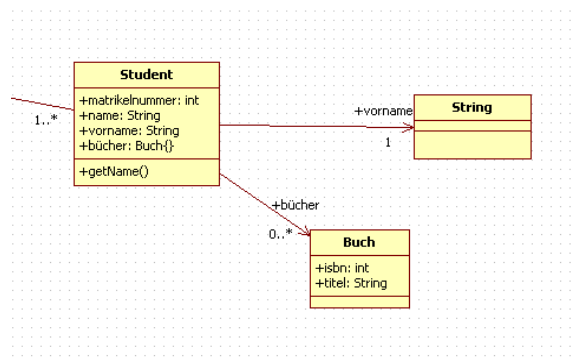 Student
+matrikelnummer: int
+name: String
+vorname: String
+bücher: Buch{}
+getName()
1..*
+vorname
1
String
+bücher
0..*
Buch
+isbn: int
+titel: String